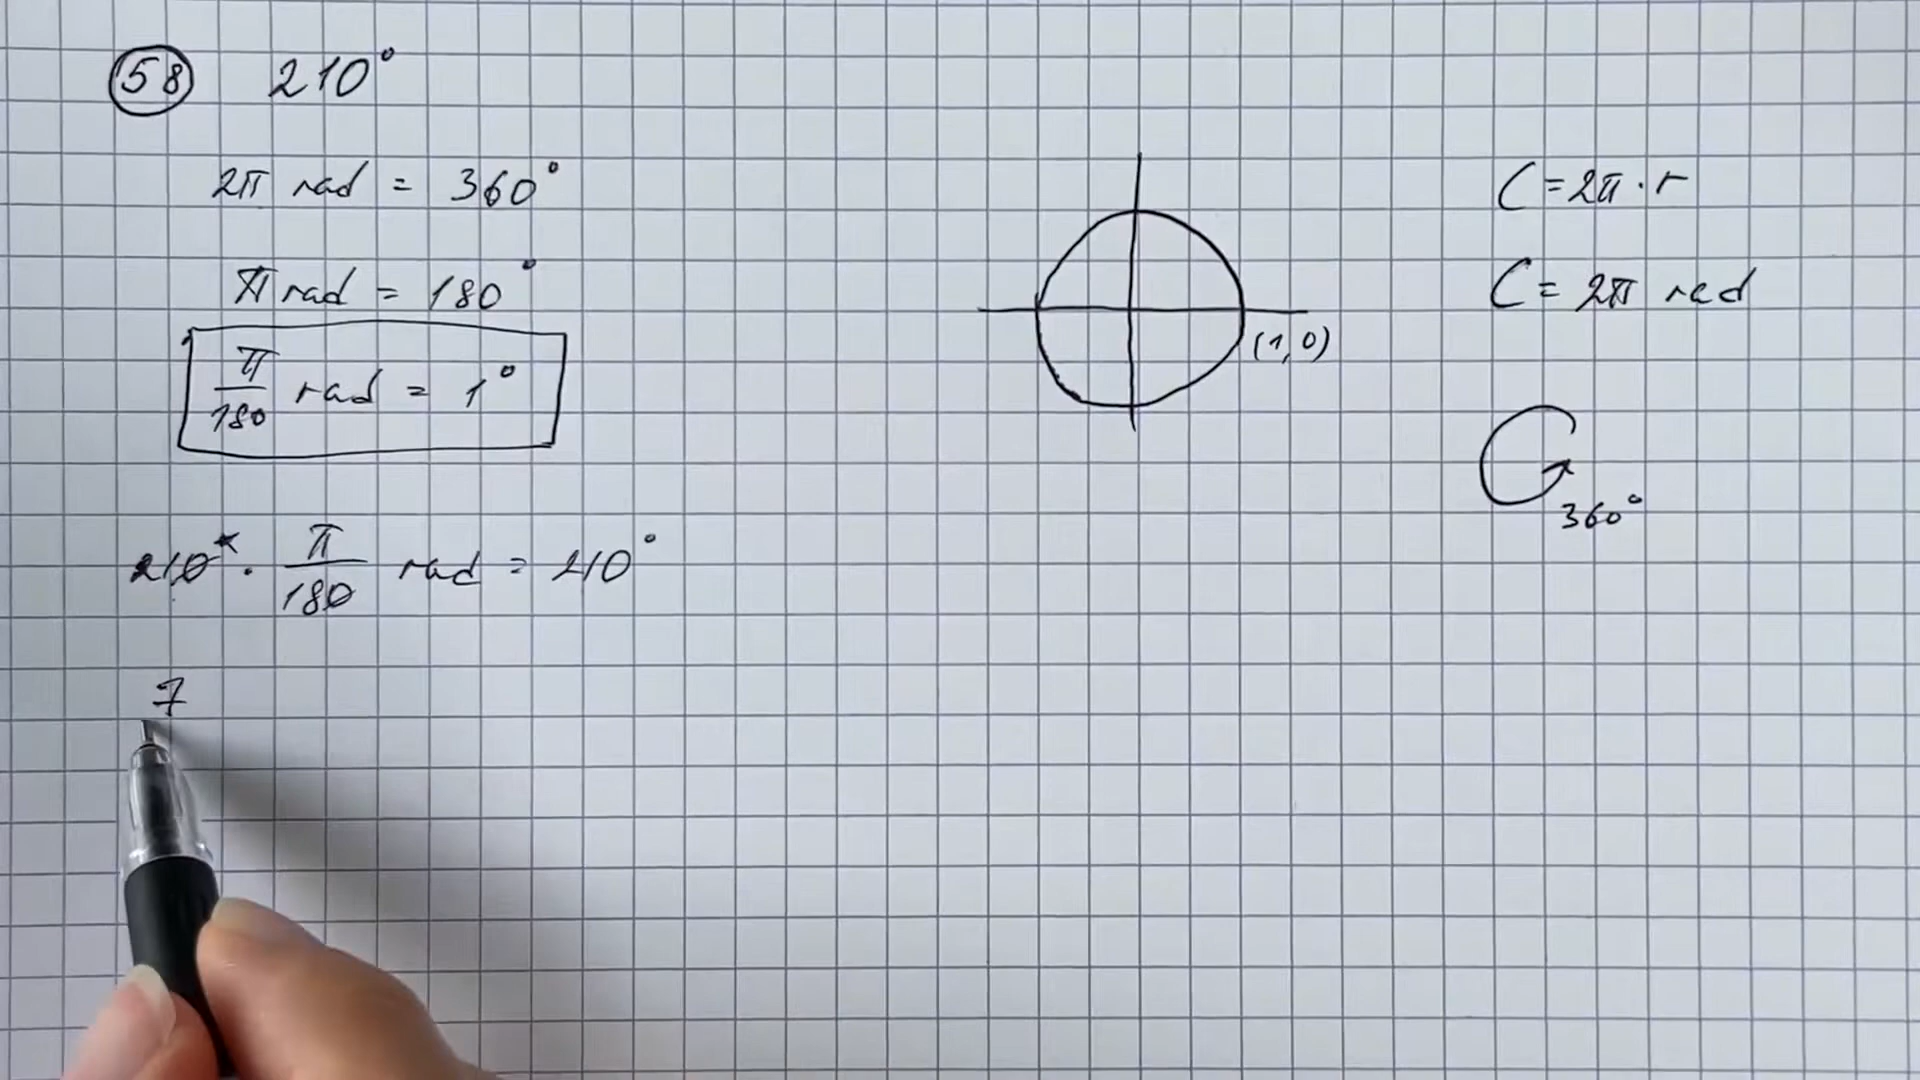 58 210°
2π rad = 360°
π rad = 180°
π/180 rad = 1°
210 · π/180 rad = 210°
7
(1,0)
C = 2π · r
C = 2π rad
360°